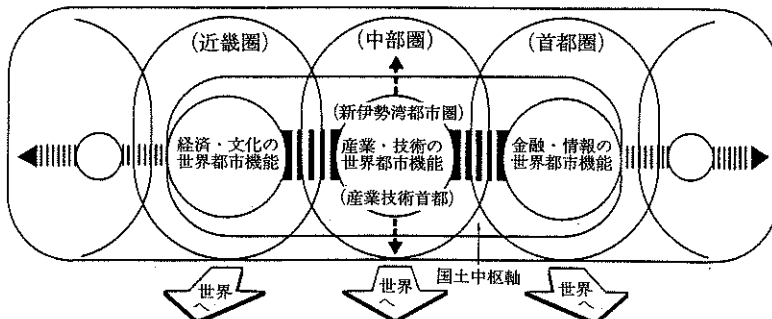 (近畿圏)
(中部圏)
(首都圏)
経済・文化の
世界都市機能
(新伊勢湾都市圏)
産業・技術の
世界都市機能
(産業技術首都)
金融・情報の
世界都市機能
国土中枢軸
世界
へ
世界
へ
世界
へ